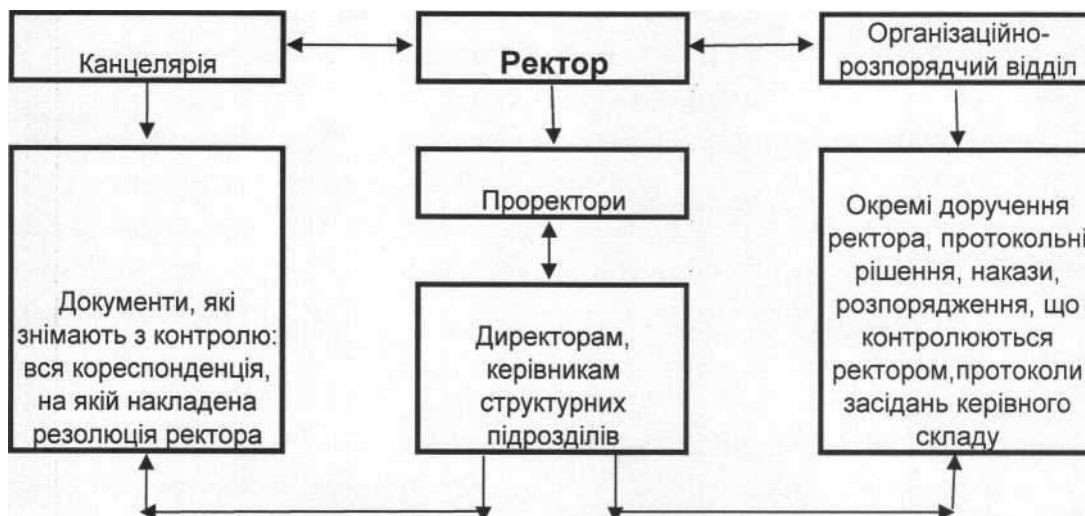 Канцелярія
Ректор
Організаційно-
розпорядчий відділ
Проректори
Документи, які
знімають з контролю:
вся кореспонденція,
на якій накладена
резолюція ректора
Директорам,
керівникам
структурних
підрозділів
Окремі доручення
ректора, протокольні
рішення, накази,
розпорядження, що
контролюються
ректором,протоколи
засідань керівного
складу